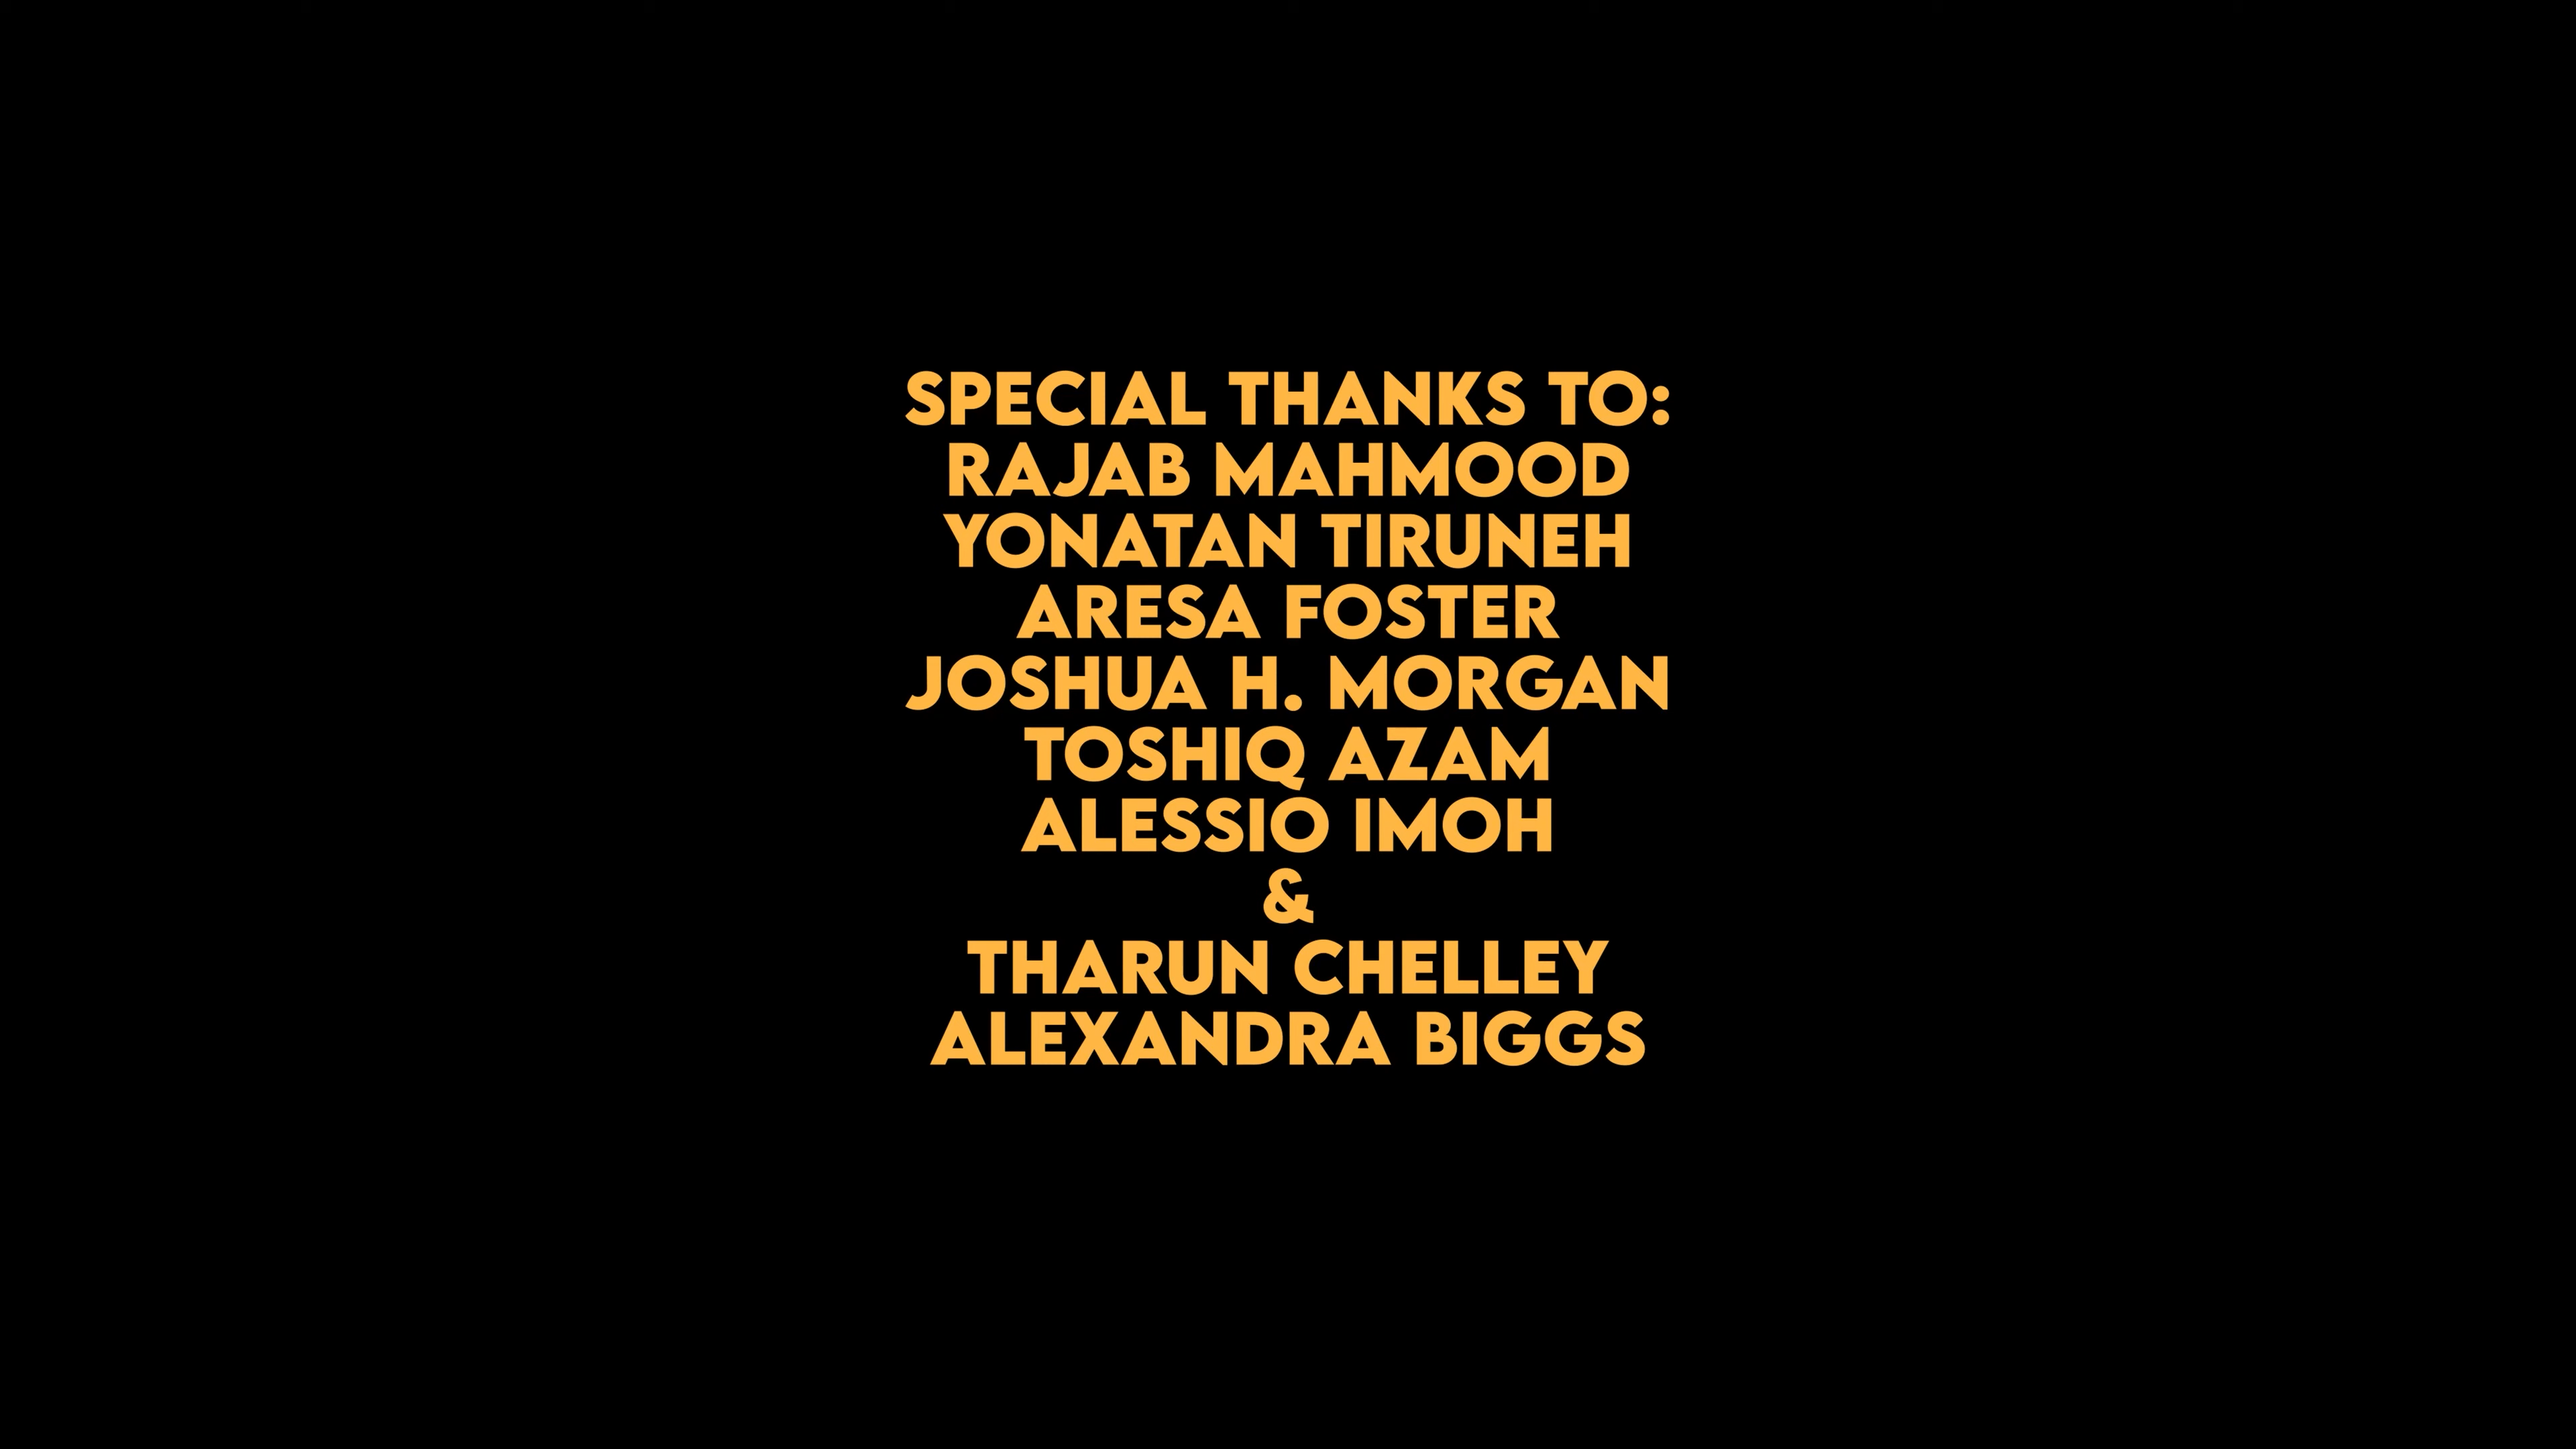 SPECIAL THANKS TO:
RAJAB MAHMOOD
YONATAN TIRUNEH
ARESA FOSTER
JOSHUA H. MORGAN
TOSHIQ AZAM
ALESSIO IMOH
&
THARUN CHELLEY
ALEXANDRA BIGGS